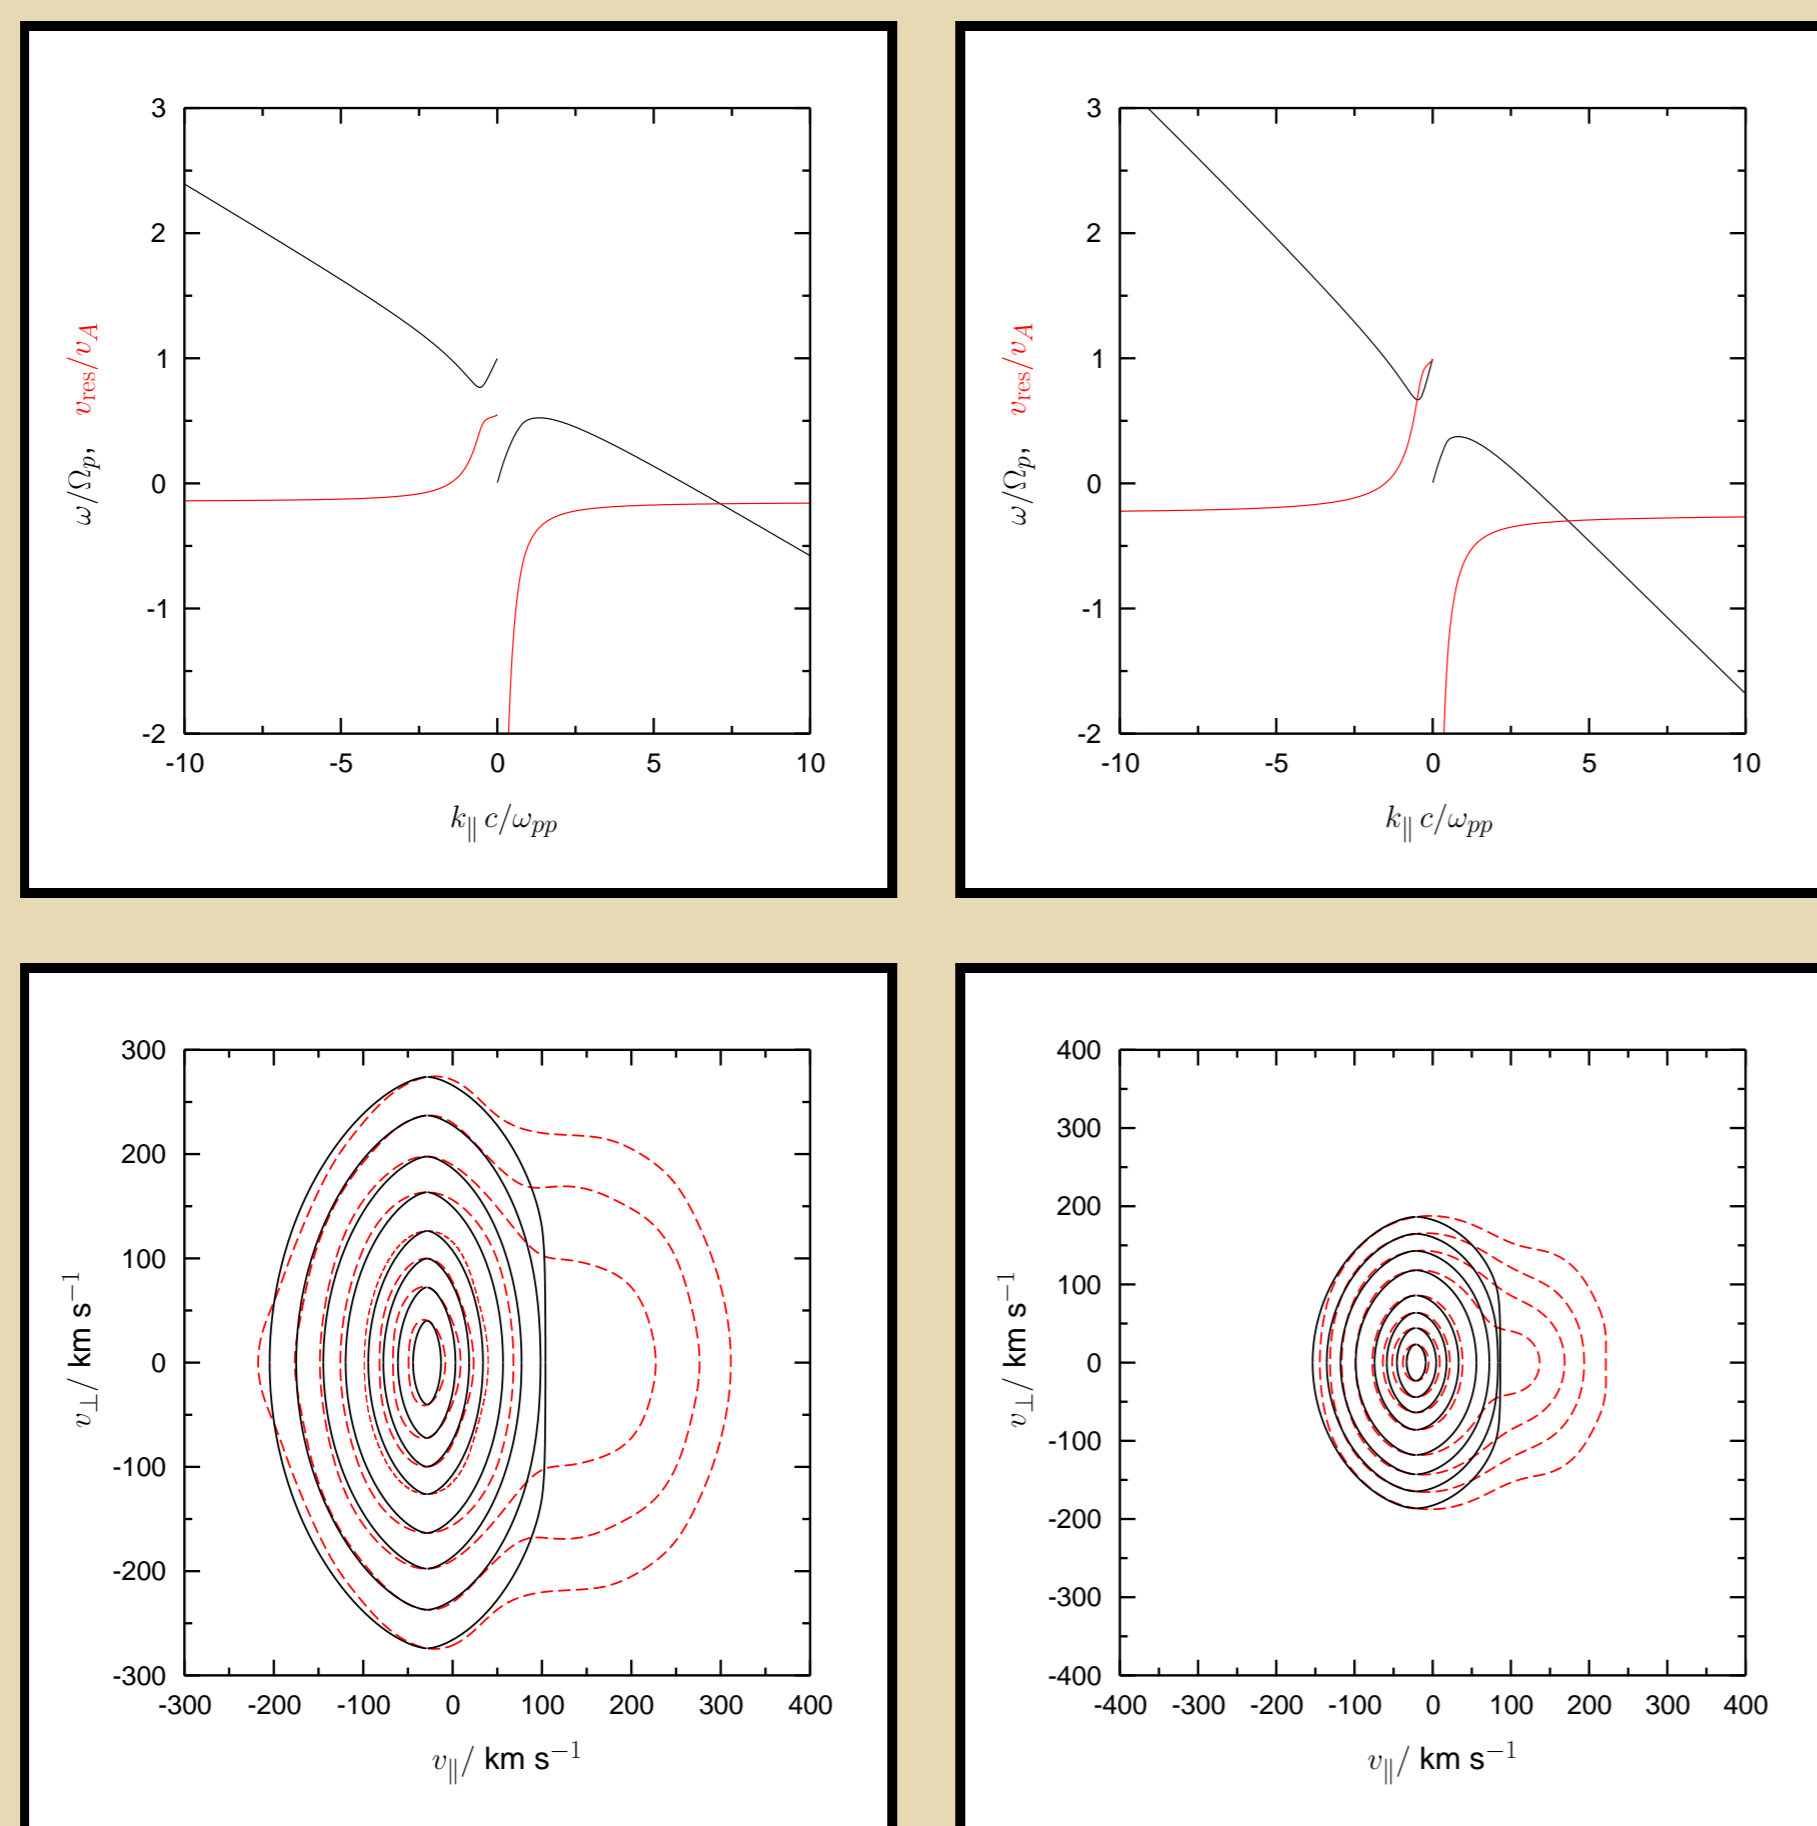 3
2
1
0
-1
-2
-10 -5 0 5 10
ω/Ω_p, v_res/v_A
k_∥ c/ω_pp
3
2
1
0
-1
-2
-10 -5 0 5 10
ω/Ω_p, v_res/v_A
k_∥ c/ω_pp
300
200
100
0
-100
-200
-300
-300 -200 -100 0 100 200 300 400
v_⊥/ km s⁻¹
v_∥/ km s⁻¹
400
300
200
100
0
-100
-200
-300
-400
-400 -300 -200 -100 0 100 200 300 400
v_⊥/ km s⁻¹
v_∥/ km s⁻¹